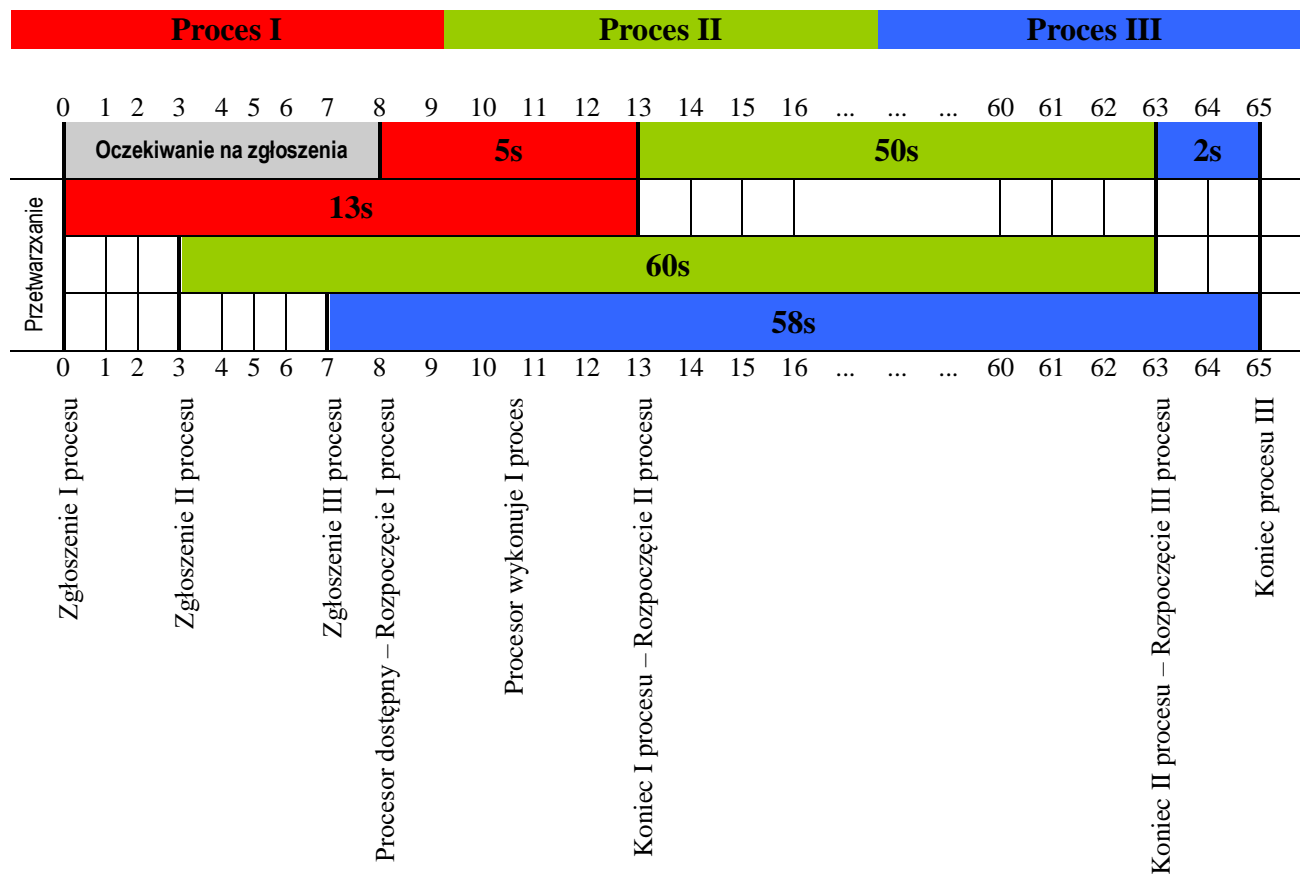 Proces I Proces II Proces III
0 1 2 3 4 5 6 7 8 9 10 11 12 13 14 15 16 ... ... ... 60 61 62 63 64 65
Oczekiwanie na zgłoszenia 5s 50s 2s
Przetwarzxanie
13s
60s
58s
0 1 2 3 4 5 6 7 8 9 10 11 12 13 14 15 16 ... ... ... 60 61 62 63 64 65
Zgłoszenie I procesu
Zgłoszenie II procesu
Zgłoszenie III procesu
Procesor dostępny – Rozpoczęcie I procesu
Procesor wykonuje I proces
Koniec I procesu – Rozpoczęcie II procesu
Koniec II procesu – Rozpoczęcie III procesu
Koniec procesu III